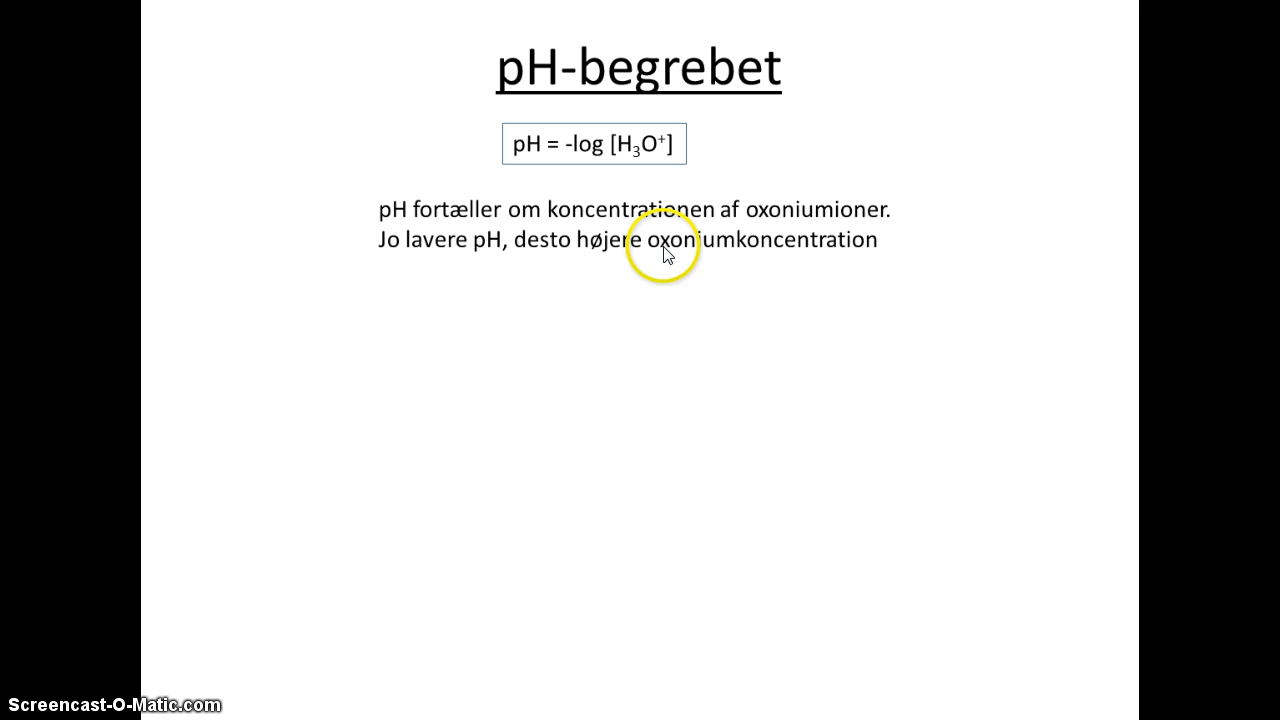 pH-begrebet
pH = -log [H₃O⁺]
pH fortæller om koncentrationen af oxoniumioner.
Jo lavere pH, desto højere oxoniumkoncentration
Screencast-O-Matic.com